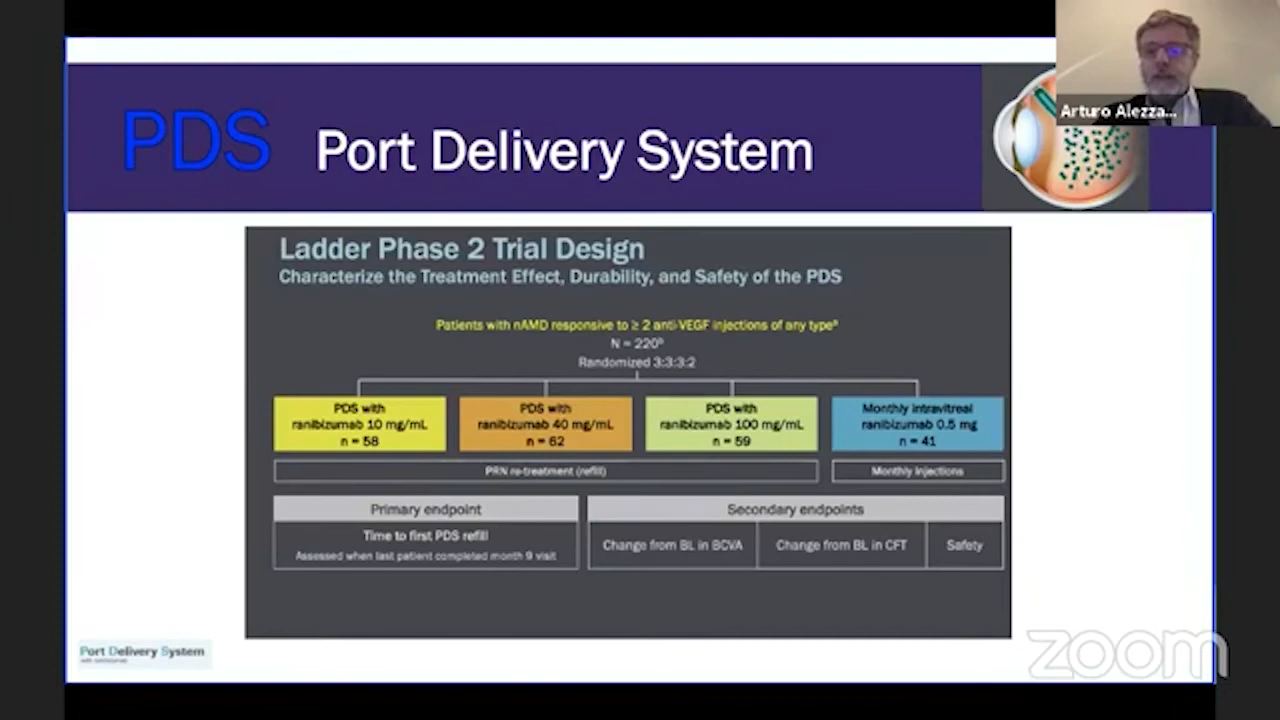 Arturo Alezza...
PDS Port Delivery System
Ladder Phase 2 Trial Design
Characterize the Treatment Effect, Durability, and Safety of the PDS
Patients with nAMD responsive to ≥ 2 anti-VEGF injections of any typeᵃ
N = 220ᵇ
Randomized 3:3:3:2
PDS with
ranibizumab 10 mg/mL
n = 58
PDS with
ranibizumab 40 mg/mL
n = 62
PDS with
ranibizumab 100 mg/mL
n = 59
Monthly intravitreal
ranibizumab 0.5 mg
n = 41
PRN re-treatment (refill)
Monthly Injections
Primary endpoint
Time to first PDS refill
Assessed when last patient completed month 9 visit
Secondary endpoints
Change from BL in BCVA
Change from BL in CFT
Safety
Port Delivery System
with ranibizumab
zoom